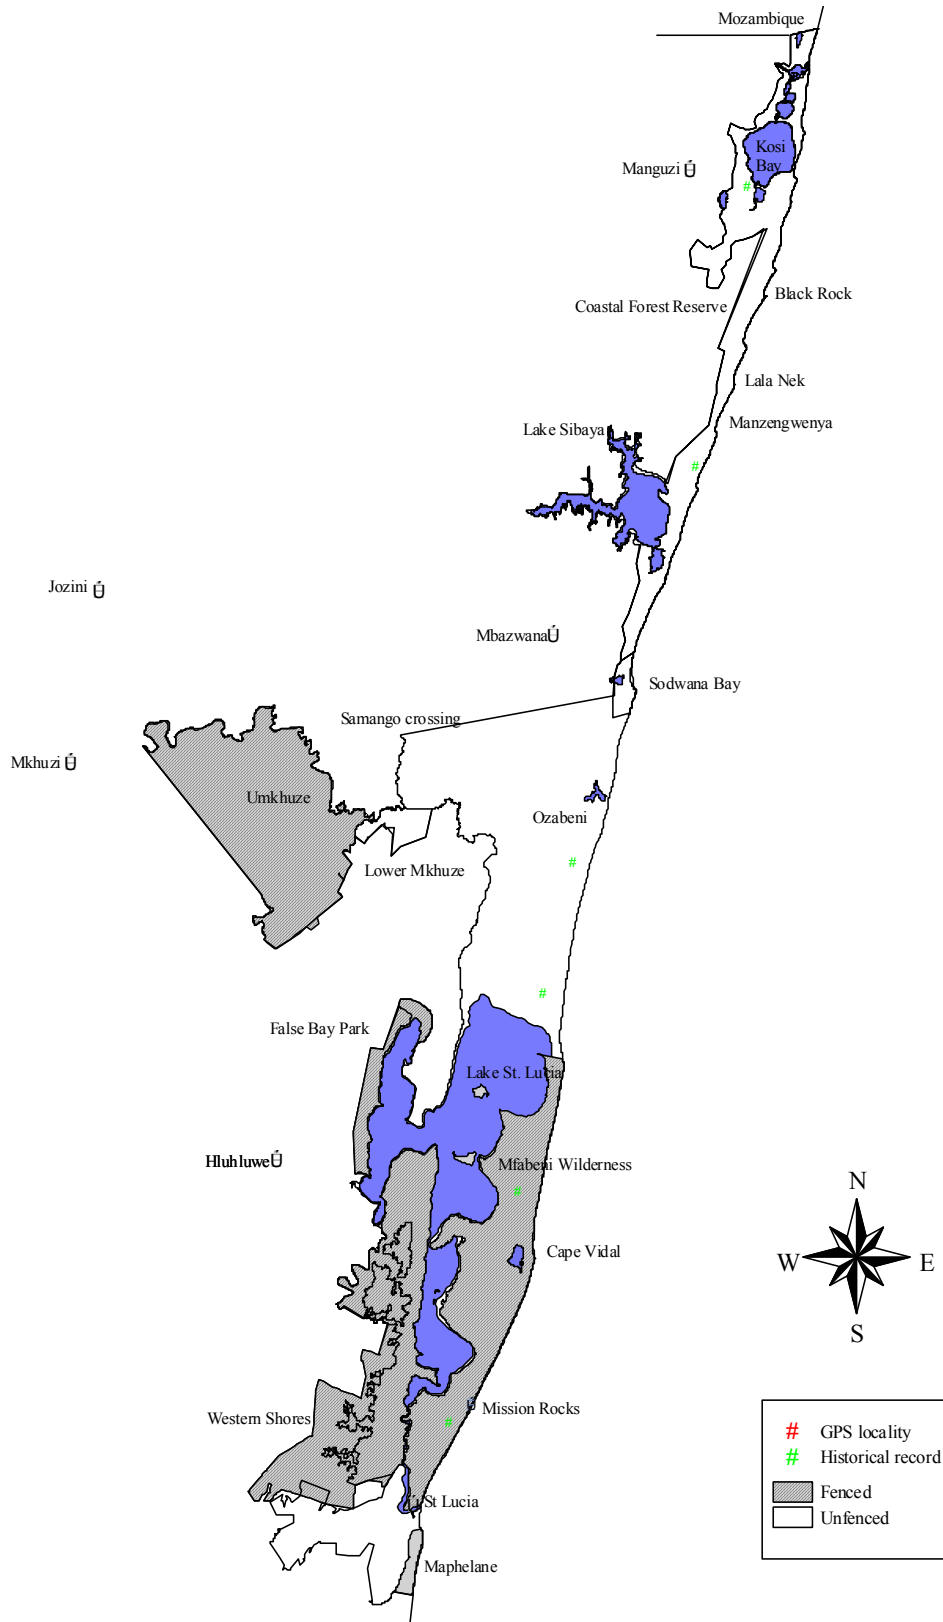 Mozambique
Kosi
Bay
Manguzi
Black Rock
Coastal Forest Reserve
Lala Nek
Manzengwenya
Lake Sibaya
Jozini
Mbazwana
Sodwana Bay
Samango crossing
Mkhuzi
Umkhuze
Ozabeni
Lower Mkhuze
False Bay Park
Lake St. Lucia
Hluhluwe
Mfabeni Wilderness
Cape Vidal
N
W
E
S
Mission Rocks
Western Shores
St Lucia
Maphelane
# GPS locality
# Historical record
Fenced
Unfenced